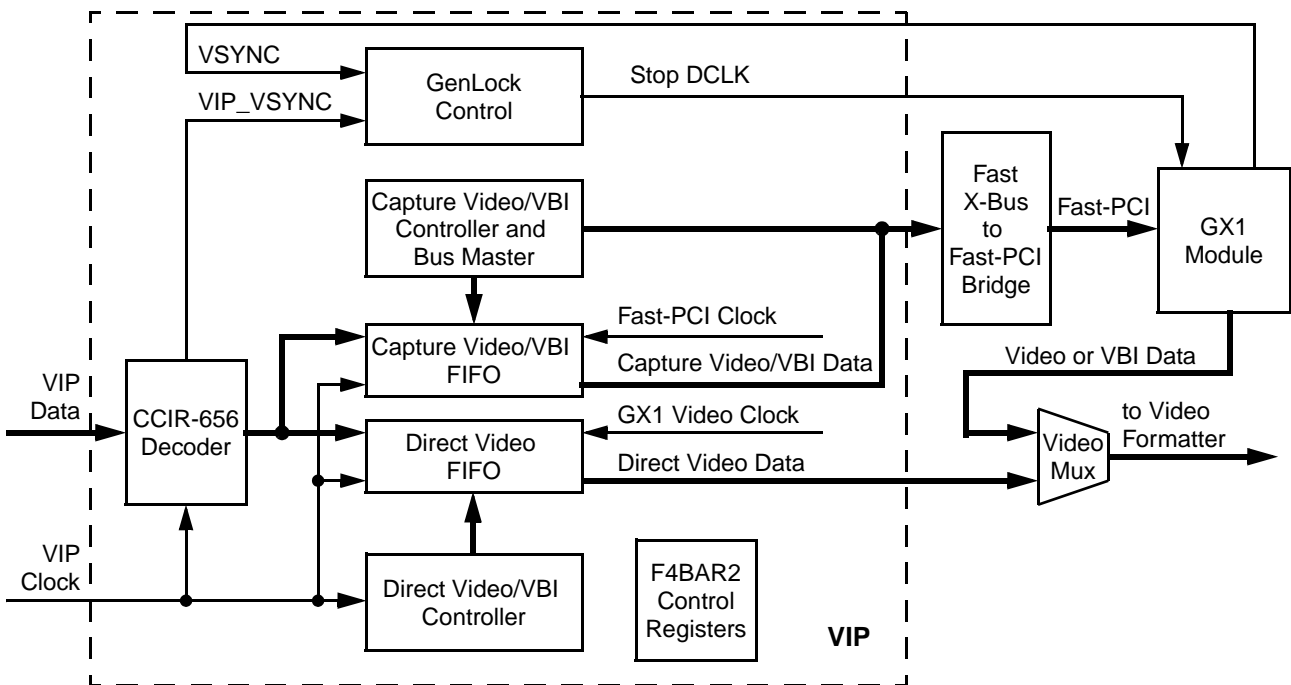 VSYNC
VIP_VSYNC
GenLock
Control
Stop DCLK
Capture Video/VBI
Controller and
Bus Master
Fast
X-Bus
to
Fast-PCI
Bridge
Fast-PCI
GX1
Module
Fast-PCI Clock
Capture Video/VBI
FIFO
Capture Video/VBI Data
Video or VBI Data
VIP
Data
CCIR-656
Decoder
GX1 Video Clock
Direct Video
FIFO
Direct Video Data
Video
Mux
to Video
Formatter
VIP
Clock
Direct Video/VBI
Controller
F4BAR2
Control
Registers
VIP